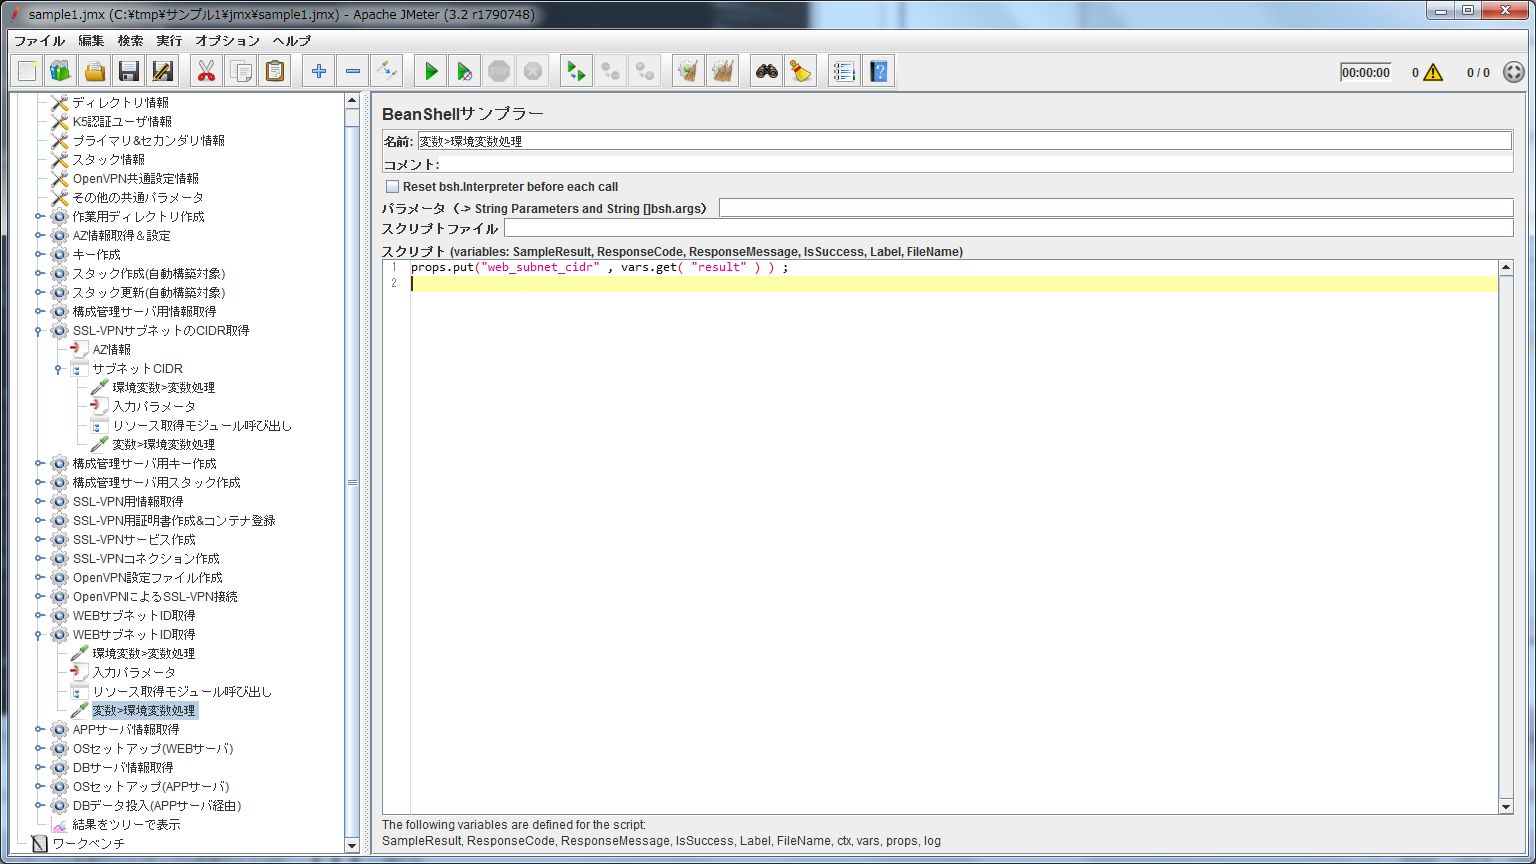 sample1.jmx (C:¥tmp¥サンプル1¥jmx¥sample1.jmx) - Apache JMeter (3.2 r1790748)
ファイル 編集 検索 実行 オプション ヘルプ
STOP
00:00:00 0 0 / 0
ディレクトリ情報
K5認証ユーザ情報
プライマリ&セカンダリ情報
スタック情報
OpenVPN共通設定情報
その他の共通パラメータ
作業用ディレクトリ作成
AZ情報取得＆設定
キー作成
スタック作成(自動構築対象)
スタック更新(自動構築対象)
構成管理サーバ用情報取得
SSL-VPNサブネットのCIDR取得
AZ情報
サブネットCIDR
環境変数>変数処理
入力パラメータ
リソース取得モジュール呼び出し
変数>環境変数処理
構成管理サーバ用キー作成
構成管理サーバ用スタック作成
SSL-VPN用情報取得
SSL-VPN用証明書作成&コンテナ登録
SSL-VPNサービス作成
SSL-VPNコネクション作成
OpenVPN設定ファイル作成
OpenVPNによるSSL-VPN接続
WEBサブネットID取得
WEBサブネットID取得
環境変数>変数処理
入力パラメータ
リソース取得モジュール呼び出し
変数>環境変数処理
APPサーバ情報取得
OSセットアップ(WEBサーバ)
DBサーバ情報取得
OSセットアップ(APPサーバ)
DBデータ投入(APPサーバ経由)
結果をツリーで表示
ワークベンチ
BeanShellサンプラー
名前: 変数>環境変数処理
コメント:
Reset bsh.Interpreter before each call
パラメータ（-> String Parameters and String []bsh.args）
スクリプトファイル
スクリプト (variables: SampleResult, ResponseCode, ResponseMessage, IsSuccess, Label, FileName)
1 props.put("web_subnet_cidr" , vars.get( "result" ) ) ;
2
The following variables are defined for the script:
SampleResult, ResponseCode, ResponseMessage, IsSuccess, Label, FileName, ctx, vars, props, log